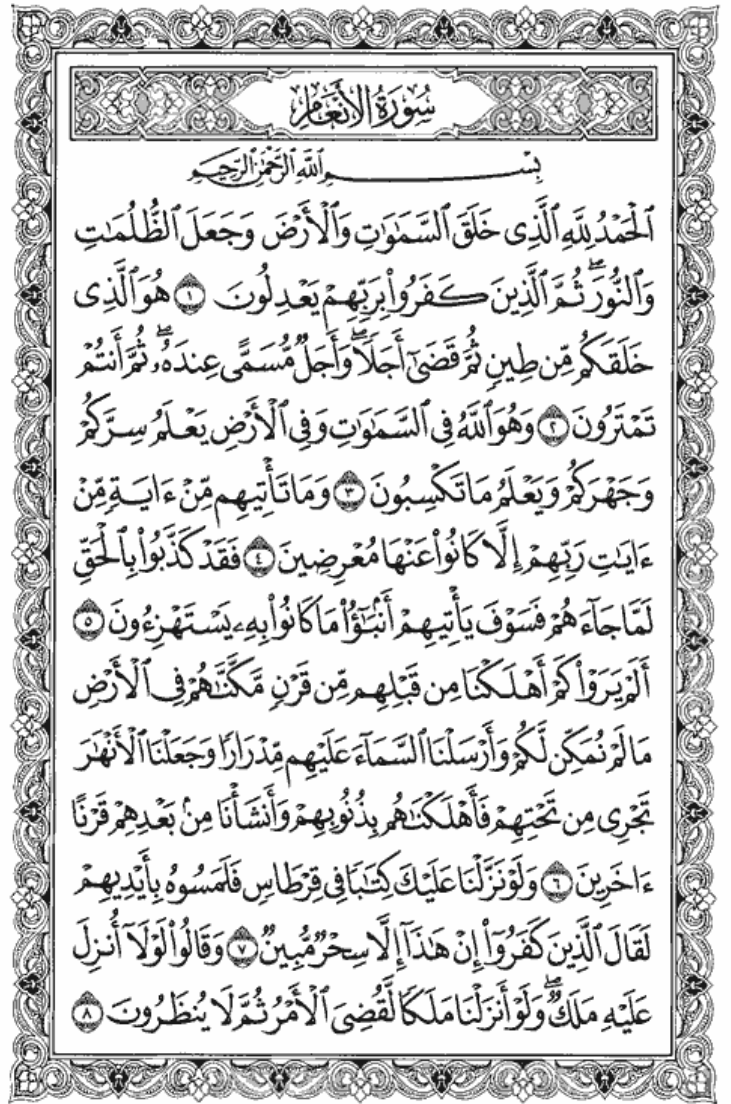 سُورَةُ الأَنْعَامِ
بِسْمِ ٱللَّهِ ٱلرَّحْمَٰنِ ٱلرَّحِيمِ
ٱلْحَمْدُ لِلَّهِ ٱلَّذِى خَلَقَ ٱلسَّمَٰوَٰتِ وَٱلْأَرْضَ وَجَعَلَ ٱلظُّلُمَٰتِ
وَٱلنُّورَ ۖ ثُمَّ ٱلَّذِينَ كَفَرُوا۟ بِرَبِّهِمْ يَعْدِلُونَ ١ هُوَ ٱلَّذِى
خَلَقَكُم مِّن طِينٍ ثُمَّ قَضَىٰٓ أَجَلًا ۖ وَأَجَلٌ مُّسَمًّى عِندَهُۥ ۖ ثُمَّ أَنتُمْ
تَمْتَرُونَ ٢ وَهُوَ ٱللَّهُ فِى ٱلسَّمَٰوَٰتِ وَفِى ٱلْأَرْضِ يَعْلَمُ سِرَّكُمْ
وَجَهْرَكُمْ وَيَعْلَمُ مَا تَكْسِبُونَ ٣ وَمَا تَأْتِيهِم مِّنْ ءَايَةٍ مِّنْ
ءَايَٰتِ رَبِّهِمْ إِلَّا كَانُوا۟ عَنْهَا مُعْرِضِينَ ٤ فَقَدْ كَذَّبُوا۟ بِٱلْحَقِّ
لَمَّا جَآءَهُمْ فَسَوْفَ يَأْتِيهِمْ أَنۢبَٰٓؤُا۟ مَا كَانُوا۟ بِهِۦ يَسْتَهْزِءُونَ ٥
أَلَمْ يَرَوْا۟ كَمْ أَهْلَكْنَا مِن قَبْلِهِم مِّن قَرْنٍ مَّكَّنَّٰهُمْ فِى ٱلْأَرْضِ
مَا لَمْ نُمَكِّن لَّكُمْ وَأَرْسَلْنَا ٱلسَّمَآءَ عَلَيْهِم مِّدْرَارًا وَجَعَلْنَا ٱلْأَنْهَٰرَ
تَجْرِى مِن تَحْتِهِمْ فَأَهْلَكْنَٰهُم بِذُنُوبِهِمْ وَأَنشَأْنَا مِنۢ بَعْدِهِمْ قَرْنًا
ءَاخَرِينَ ٦ وَلَوْ نَزَّلْنَا عَلَيْكَ كِتَٰبًا فِى قِرْطَاسٍ فَلَمَسُوهُ بِأَيْدِيهِمْ
لَقَالَ ٱلَّذِينَ كَفَرُوٓا۟ إِنْ هَٰذَآ إِلَّا سِحْرٌ مُّبِينٌ ٧ وَقَالُوا۟ لَوْلَآ أُنزِلَ
عَلَيْهِ مَلَكٌ ۖ وَلَوْ أَنزَلْنَا مَلَكًا لَّقُضِىَ ٱلْأَمْرُ ثُمَّ لَا يُنظَرُونَ ٨